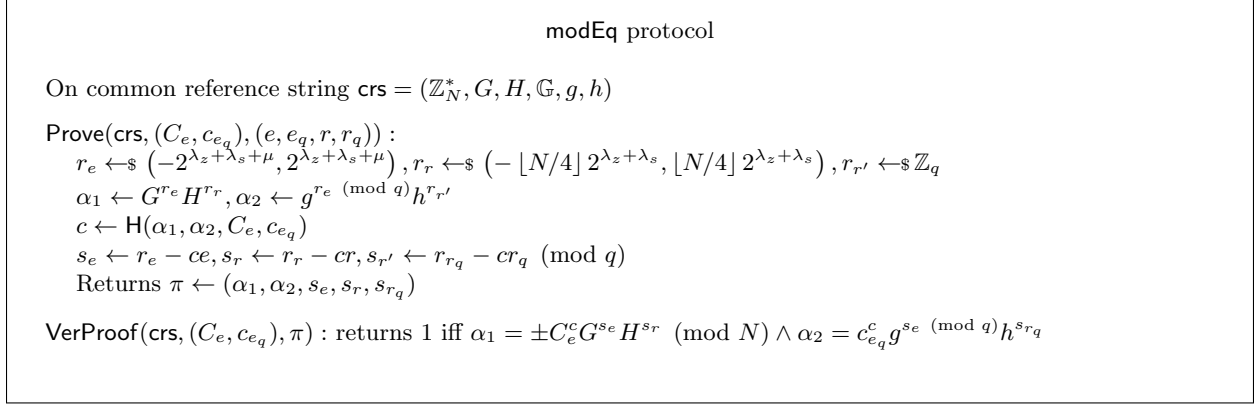 modEq protocol
On common reference string crs = (ℤ*_N, G, H, 𝔾, g, h)
Prove(crs, (C_e, c_{e_q}), (e, e_q, r, r_q)) :
r_e ←$ (−2^{λ_z+λ_s+μ}, 2^{λ_z+λ_s+μ}), r_r ←$ (−⌊N/4⌋ 2^{λ_z+λ_s}, ⌊N/4⌋ 2^{λ_z+λ_s}), r_{r′} ←$ ℤ_q
α_1 ← G^{r_e} H^{r_r}, α_2 ← g^{r_e (mod q)} h^{r_{r′}}
c ← H(α_1, α_2, C_e, c_{e_q})
s_e ← r_e − ce, s_r ← r_r − cr, s_{r′} ← r_{r_q} − cr_q (mod q)
Returns π ← (α_1, α_2, s_e, s_r, s_{r_q})
VerProof(crs, (C_e, c_{e_q}), π) : returns 1 iff α_1 = ±C_e^c G^{s_e} H^{s_r} (mod N) ∧ α_2 = c_{e_q}^c g^{s_e (mod q)} h^{s_{r_q}}